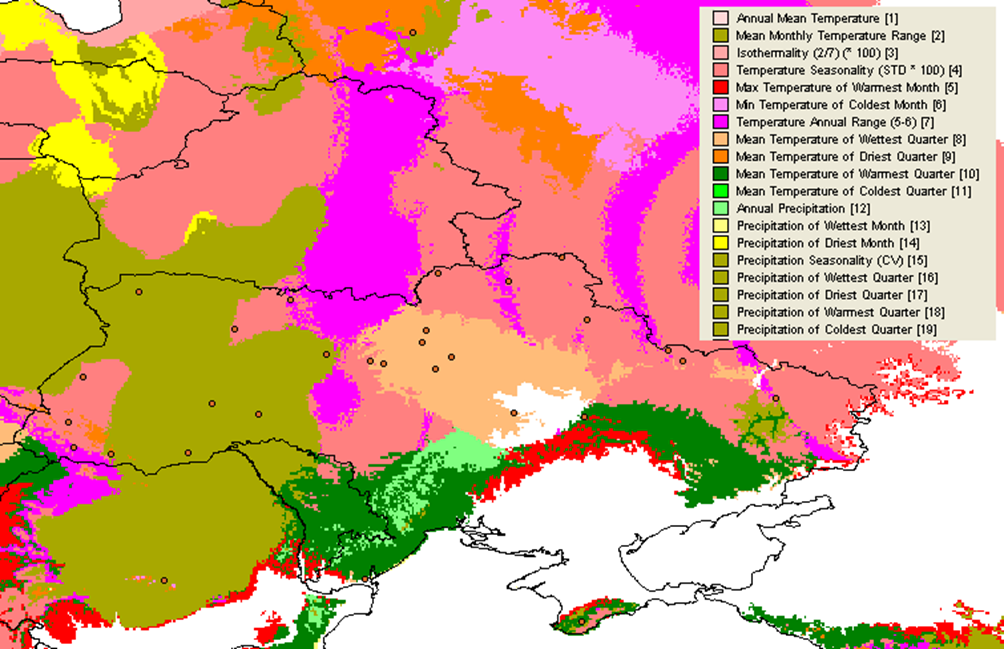 Annual Mean Temperature [1]
Mean Monthly Temperature Range [2]
Isothermality (2/7) (* 100) [3]
Temperature Seasonality (STD * 100) [4]
Max Temperature of Warmest Month [5]
Min Temperature of Coldest Month [6]
Temperature Annual Range (5-6) [7]
Mean Temperature of Wettest Quarter [8]
Mean Temperature of Driest Quarter [9]
Mean Temperature of Warmest Quarter [10]
Mean Temperature of Coldest Quarter [11]
Annual Precipitation [12]
Precipitation of Wettest Month [13]
Precipitation of Driest Month [14]
Precipitation Seasonality (CV) [15]
Precipitation of Wettest Quarter [16]
Precipitation of Driest Quarter [17]
Precipitation of Warmest Quarter [18]
Precipitation of Coldest Quarter [19]